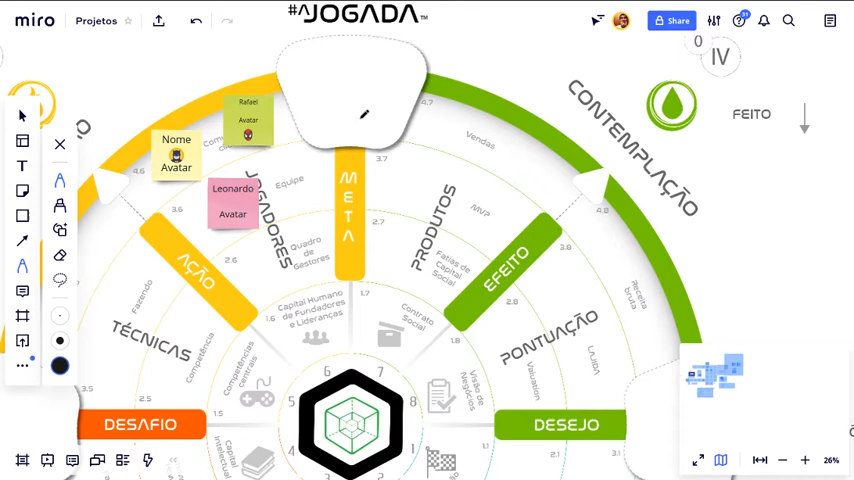 miro
Projetos
#AJOGADA™
Share
31
0
IV
CONTEMPLAÇÃO
FEITO
4.7
Rafael
Avatar
Nome
Avatar
Leonardo
Avatar
4.6
Vendas
3.7
META
Equipe
JOGADORES
PRODUTOS
MVP
4.8
3.6
2.7
3.8
2.6
Quadro de
Gestores
Fatias de
Capital
Social
AÇÃO
EFEITO
Fazendo
Receita
bruta
1.7
2.8
1.6
Capital Humano
de Fundadores
e Lideranças
Contrato
Social
TÉCNICAS
PONTUAÇÃO
Competência
1.8
LAJIDA
Competências
centrais
Visão de
Negócios
Valuation
6
7
5
8
4
1
3.5
2.5
1.5
DESAFIO
DESEJO
Capital
Intelectual
1.1
2.1
3.1
26%